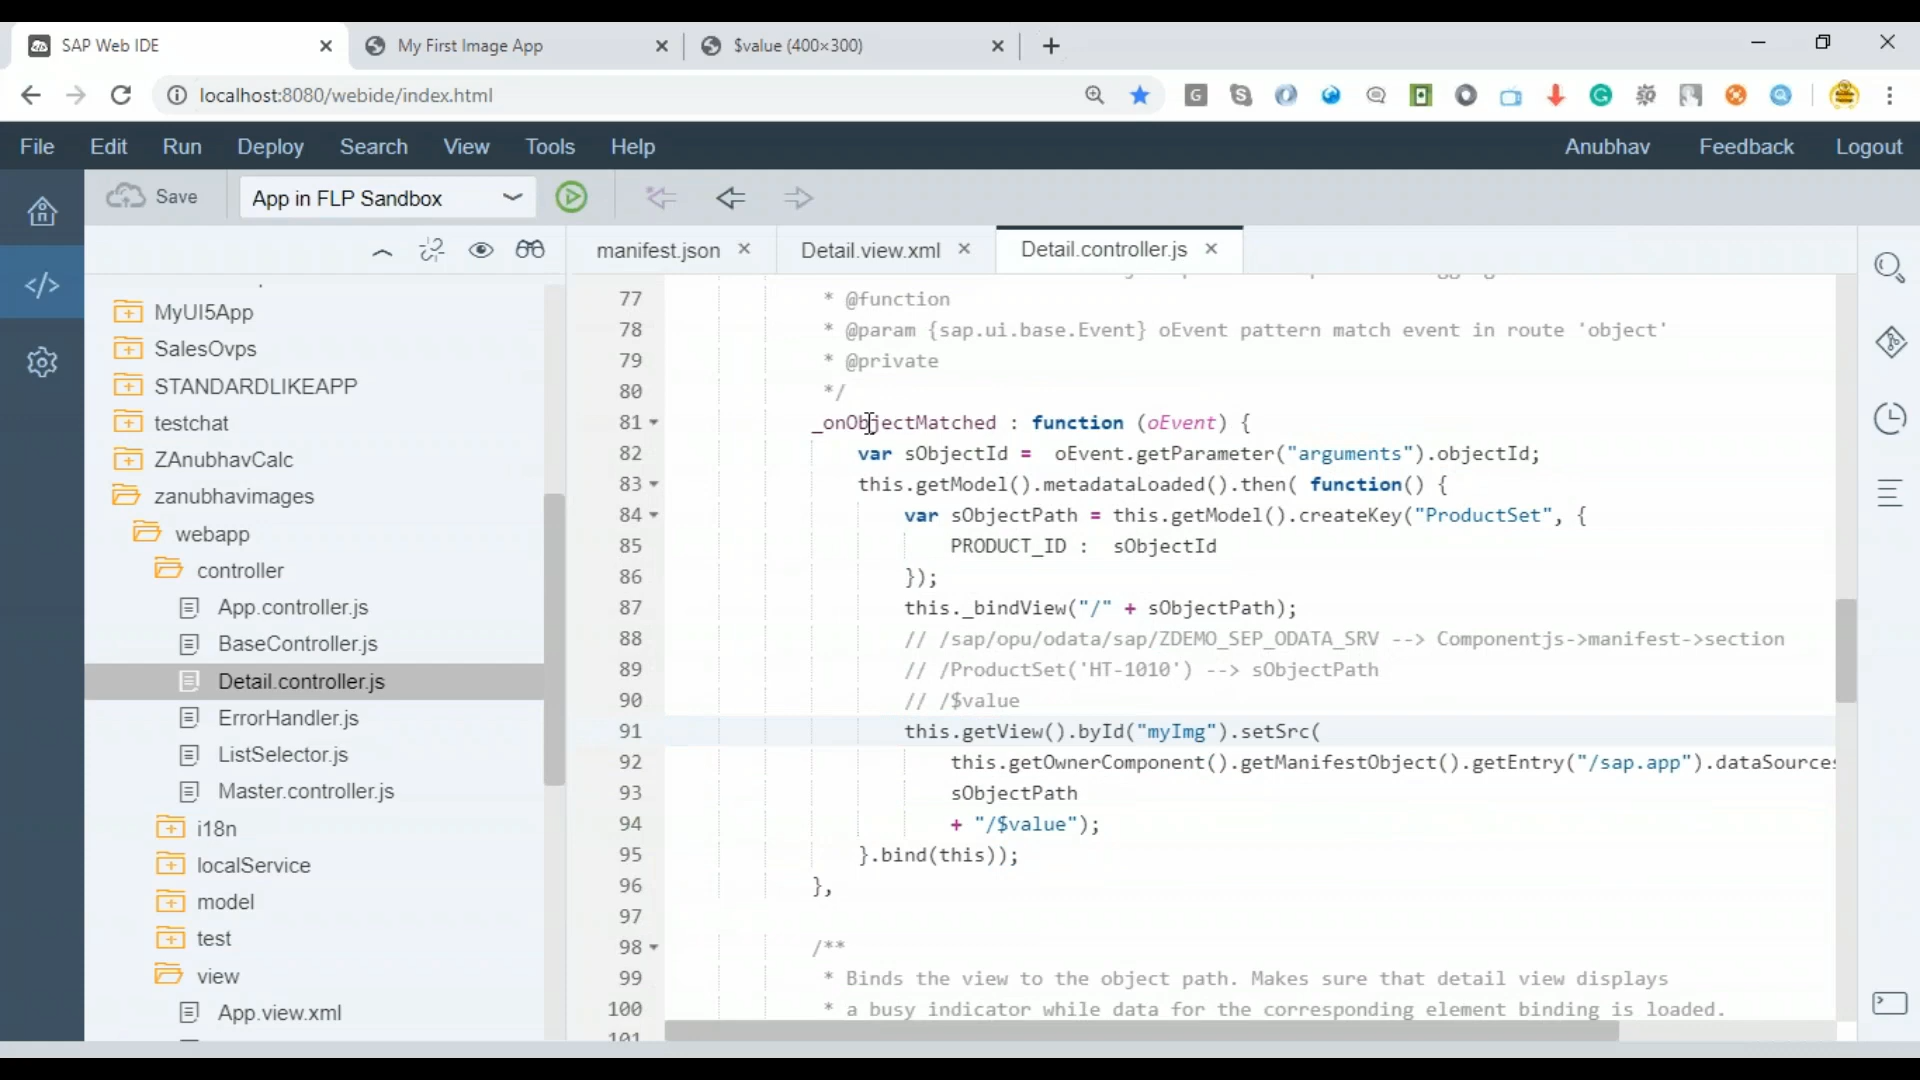 SAP Web IDE
My First Image App
$value (400×300)
localhost:8080/webide/index.html
File Edit Run Deploy Search View Tools Help Anubhav Feedback Logout
Save App in FLP Sandbox
manifest.json Detail.view.xml Detail.controller.js
MyUI5App
SalesOvps
STANDARDLIKEAPP
testchat
ZAnubhavCalc
zanubhavimages
webapp
controller
App.controller.js
BaseController.js
Detail.controller.js
ErrorHandler.js
ListSelector.js
Master.controller.js
i18n
localService
model
test
view
App.view.xml
77 * @function
78 * @param {sap.ui.base.Event} oEvent pattern match event in route 'object'
79 * @private
80 */
81 _onObjectMatched : function (oEvent) {
82 var sObjectId = oEvent.getParameter("arguments").objectId;
83 this.getModel().metadataLoaded().then( function() {
84 var sObjectPath = this.getModel().createKey("ProductSet", {
85 PRODUCT_ID : sObjectId
86 });
87 this._bindView("/" + sObjectPath);
88 // /sap/opu/odata/sap/ZDEMO_SEP_ODATA_SRV --> Componentjs->manifest->section
89 // /ProductSet('HT-1010') --> sObjectPath
90 // /$value
91 this.getView().byId("myImg").setSrc(
92 this.getOwnerComponent().getManifestObject().getEntry("/sap.app").dataSources
93 sObjectPath
94 + "/$value");
95 }.bind(this));
96 },
97
98 /**
99 * Binds the view to the object path. Makes sure that detail view displays
100 * a busy indicator while data for the corresponding element binding is loaded.
101